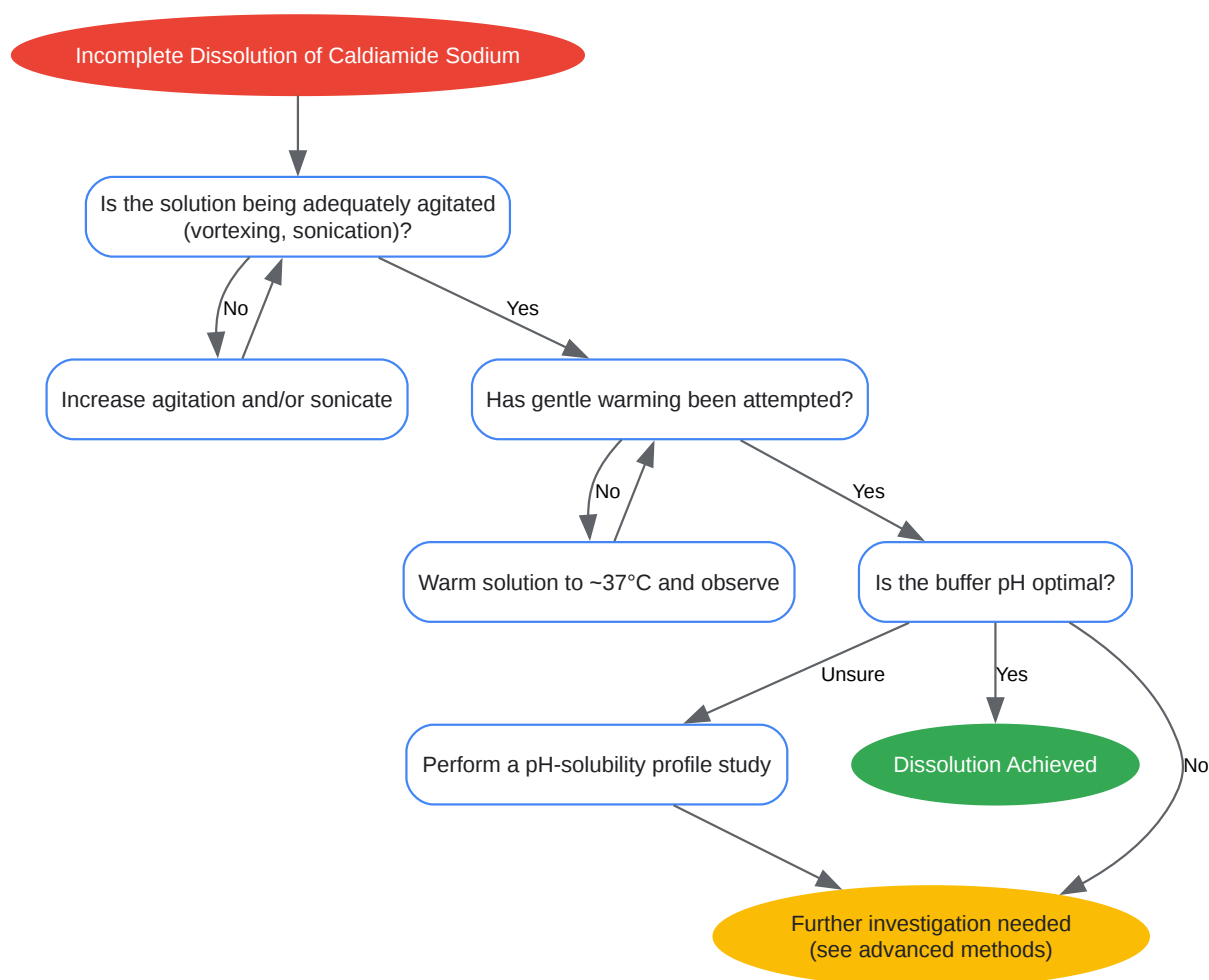 Incomplete Dissolution of Caldiamide Sodium
Is the solution being adequately agitated
(vortexing, sonication)?
No
Yes
Increase agitation and/or sonicate
Has gentle warming been attempted?
No
Yes
Warm solution to ~37°C and observe
Is the buffer pH optimal?
Unsure
Yes
No
Perform a pH-solubility profile study
Dissolution Achieved
Further investigation needed
(see advanced methods)